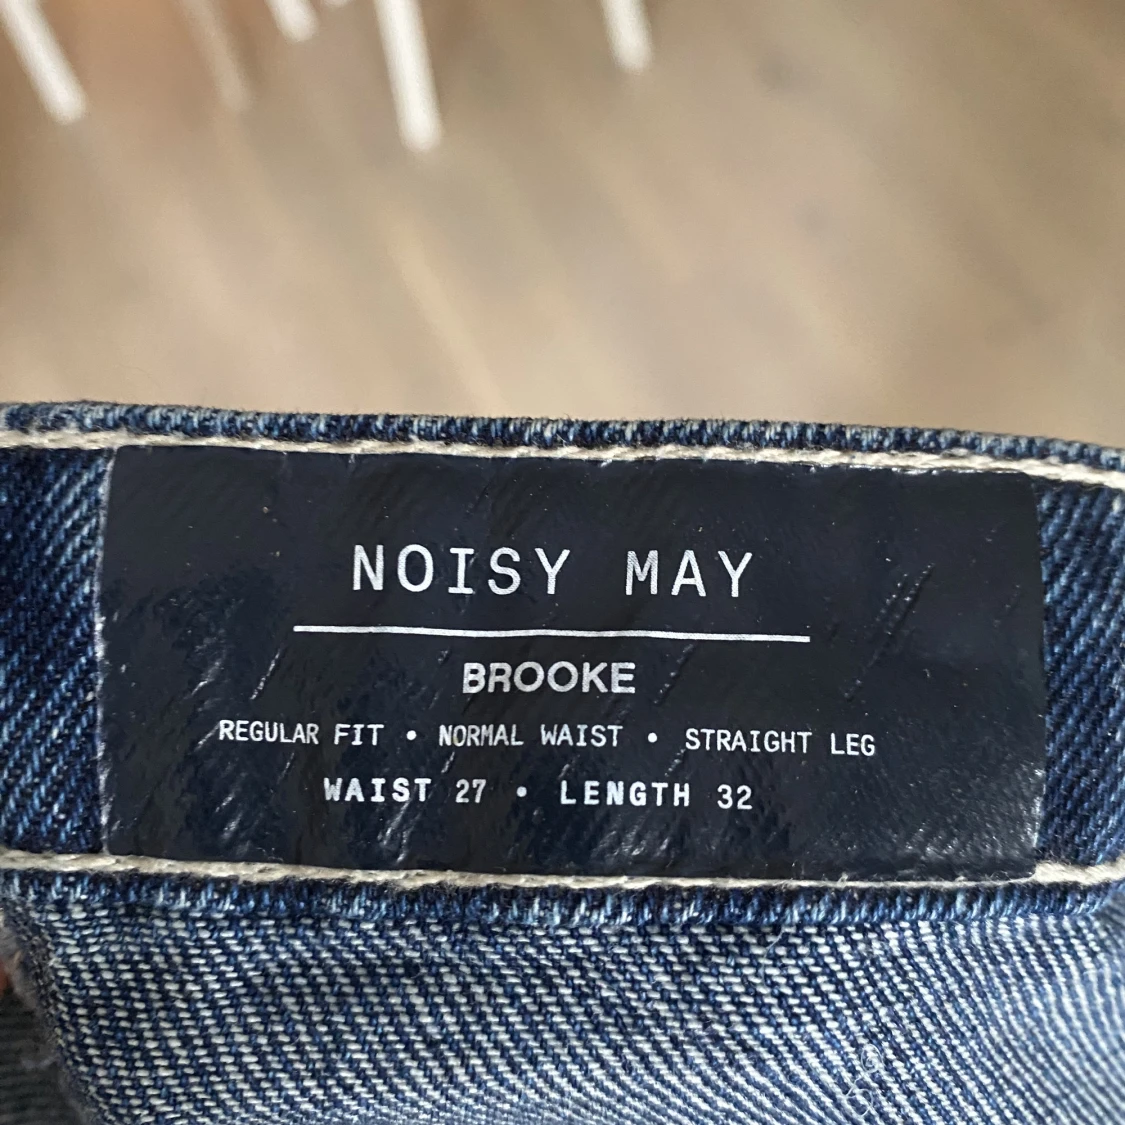 NOISY MAY
BROOKE
REGULAR FIT • NORMAL WAIST • STRAIGHT LEG
WAIST 27 • LENGTH 32